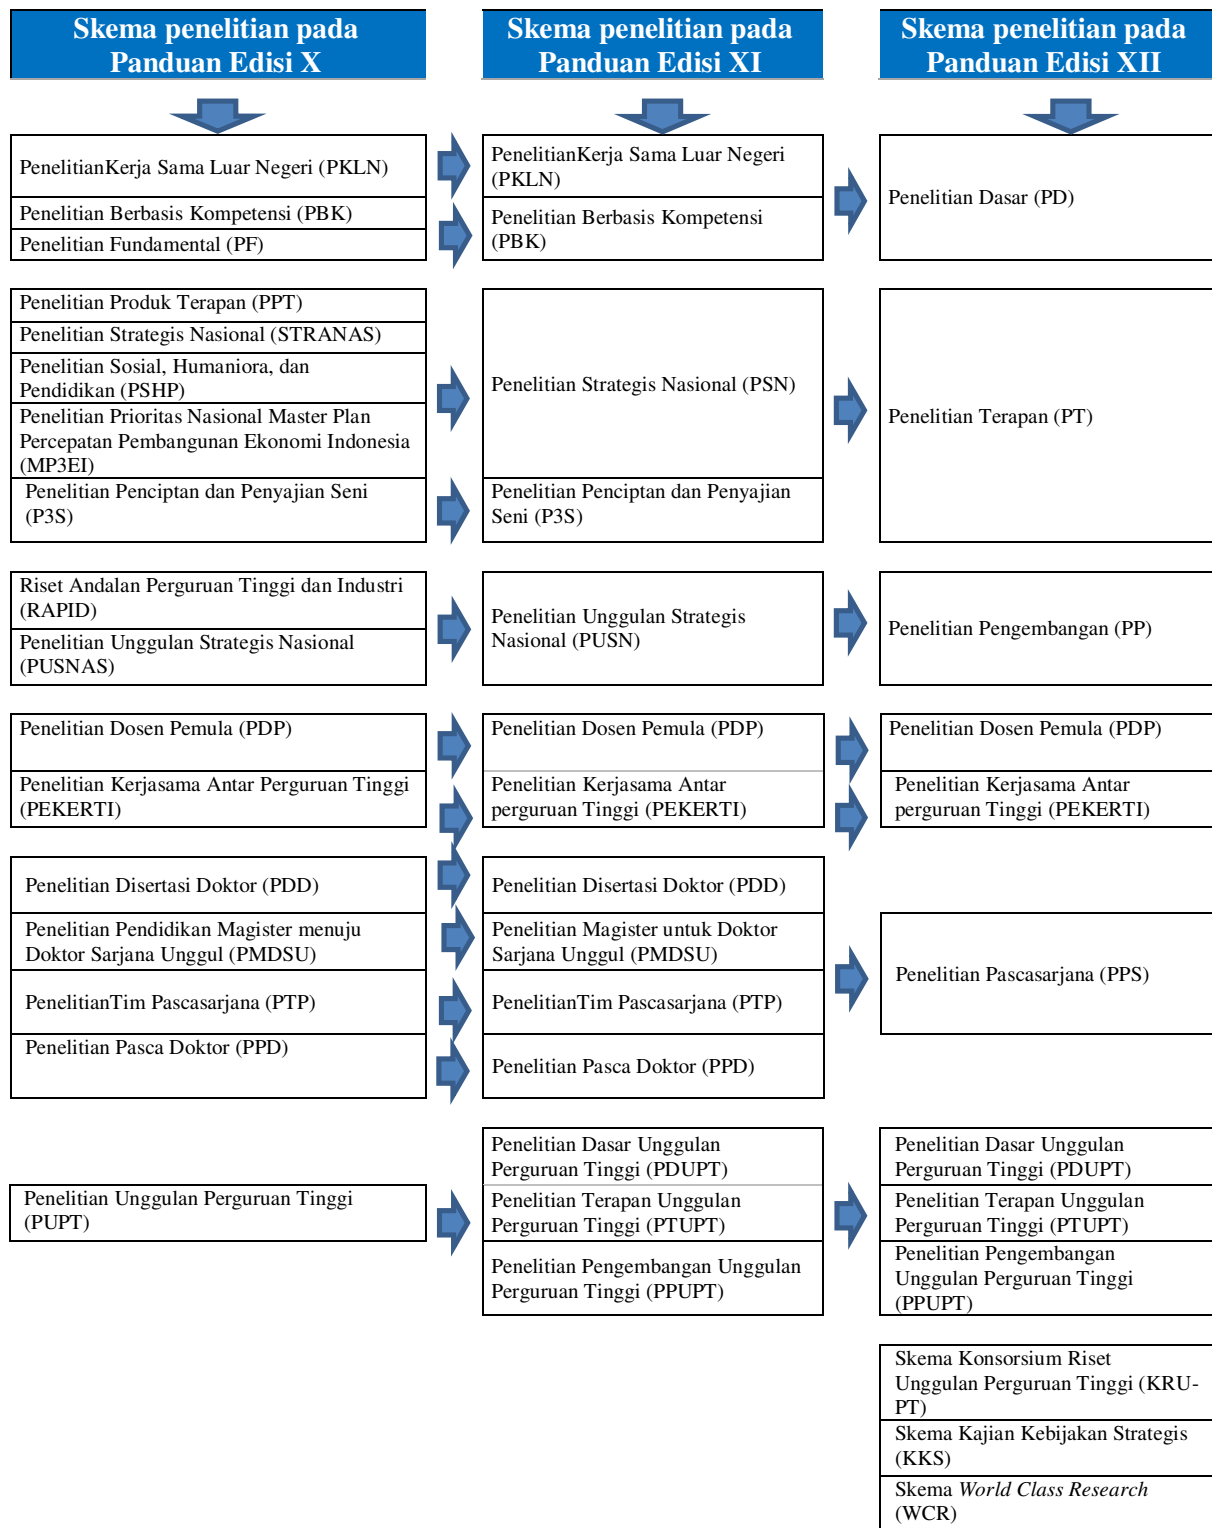 Skema penelitian pada
Panduan Edisi X
Skema penelitian pada
Panduan Edisi XI
Skema penelitian pada
Panduan Edisi XII
PenelitianKerja Sama Luar Negeri (PKLN)
Penelitian Berbasis Kompetensi (PBK)
Penelitian Fundamental (PF)
PenelitianKerja Sama Luar Negeri
(PKLN)
Penelitian Berbasis Kompetensi
(PBK)
Penelitian Dasar (PD)
Penelitian Produk Terapan (PPT)
Penelitian Strategis Nasional (STRANAS)
Penelitian Sosial, Humaniora, dan
Pendidikan (PSHP)
Penelitian Prioritas Nasional Master Plan
Percepatan Pembangunan Ekonomi Indonesia
(MP3EI)
Penelitian Penciptan dan Penyajian Seni
(P3S)
Penelitian Strategis Nasional (PSN)
Penelitian Penciptan dan Penyajian
Seni (P3S)
Penelitian Terapan (PT)
Riset Andalan Perguruan Tinggi dan Industri
(RAPID)
Penelitian Unggulan Strategis Nasional
(PUSNAS)
Penelitian Unggulan Strategis
Nasional (PUSN)
Penelitian Pengembangan (PP)
Penelitian Dosen Pemula (PDP)
Penelitian Kerjasama Antar Perguruan Tinggi
(PEKERTI)
Penelitian Dosen Pemula (PDP)
Penelitian Kerjasama Antar
perguruan Tinggi (PEKERTI)
Penelitian Dosen Pemula (PDP)
Penelitian Kerjasama Antar
perguruan Tinggi (PEKERTI)
Penelitian Disertasi Doktor (PDD)
Penelitian Pendidikan Magister menuju
Doktor Sarjana Unggul (PMDSU)
PenelitianTim Pascasarjana (PTP)
Penelitian Pasca Doktor (PPD)
Penelitian Disertasi Doktor (PDD)
Penelitian Magister untuk Doktor
Sarjana Unggul (PMDSU)
PenelitianTim Pascasarjana (PTP)
Penelitian Pasca Doktor (PPD)
Penelitian Pascasarjana (PPS)
Penelitian Unggulan Perguruan Tinggi
(PUPT)
Penelitian Dasar Unggulan
Perguruan Tinggi (PDUPT)
Penelitian Terapan Unggulan
Perguruan Tinggi (PTUPT)
Penelitian Pengembangan Unggulan
Perguruan Tinggi (PPUPT)
Penelitian Dasar Unggulan
Perguruan Tinggi (PDUPT)
Penelitian Terapan Unggulan
Perguruan Tinggi (PTUPT)
Penelitian Pengembangan
Unggulan Perguruan Tinggi
(PPUPT)
Skema Konsorsium Riset
Unggulan Perguruan Tinggi (KRU-
PT)
Skema Kajian Kebijakan Strategis
(KKS)
Skema World Class Research
(WCR)